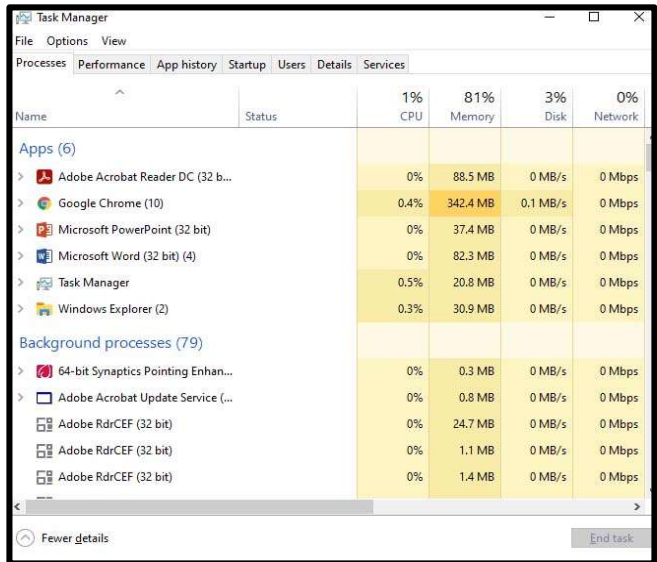 Task Manager
File Options View
Processes Performance App history Startup Users Details Services
1% 81% 3% 0%
Name Status CPU Memory Disk Network
Apps (6)
Adobe Acrobat Reader DC (32 b... 0% 88.5 MB 0 MB/s 0 Mbps
Google Chrome (10) 0.4% 342.4 MB 0.1 MB/s 0 Mbps
Microsoft PowerPoint (32 bit) 0% 37.4 MB 0 MB/s 0 Mbps
Microsoft Word (32 bit) (4) 0% 82.3 MB 0 MB/s 0 Mbps
Task Manager 0.5% 20.8 MB 0 MB/s 0 Mbps
Windows Explorer (2) 0.3% 30.9 MB 0 MB/s 0 Mbps
Background processes (79)
64-bit Synaptics Pointing Enhan... 0% 0.3 MB 0 MB/s 0 Mbps
Adobe Acrobat Update Service (... 0% 0.8 MB 0 MB/s 0 Mbps
Adobe RdrCEF (32 bit) 0% 24.7 MB 0 MB/s 0 Mbps
Adobe RdrCEF (32 bit) 0% 1.1 MB 0 MB/s 0 Mbps
Adobe RdrCEF (32 bit) 0% 1.4 MB 0 MB/s 0 Mbps
Fewer details End task